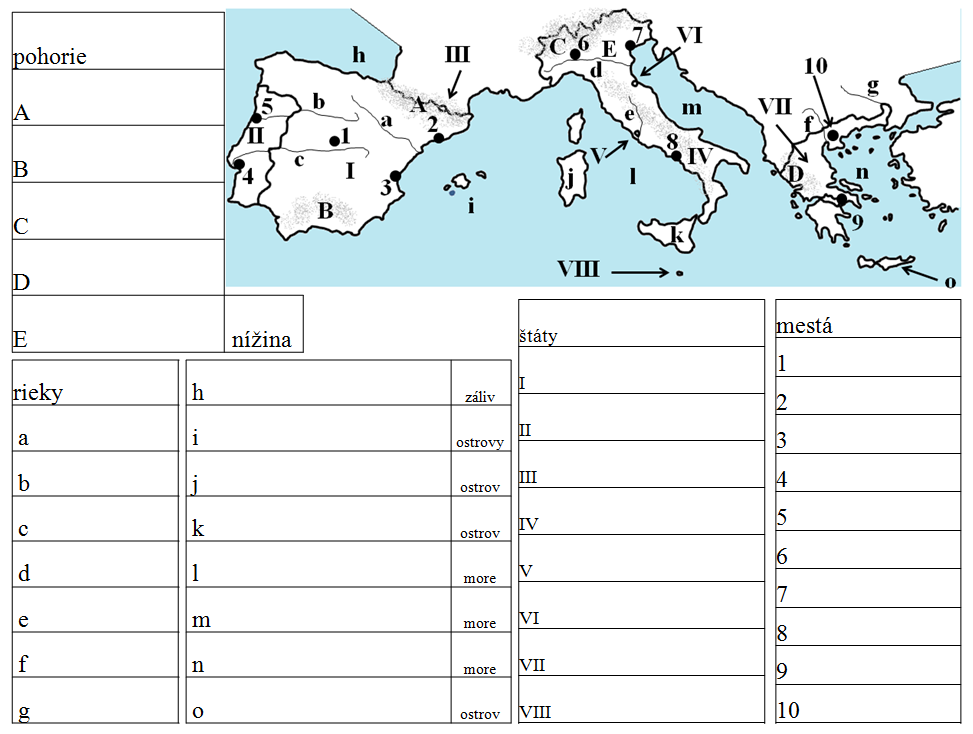 pohorie
A
B
C
D
E nížina
h
III
C
6
E
7
VI
10
g
VII
f
A
d
5
b
a
e
m
II
1
2
c
I
V
8
IV
4
3
l
j
D
n
B
i
9
k
VIII
o
rieky
a
b
c
d
e
f
g
h záliv
i ostrovy
j ostrov
k ostrov
l more
m more
n more
o ostrov
štáty
I
II
III
IV
V
VI
VII
VIII
mestá
1
2
3
4
5
6
7
8
9
10